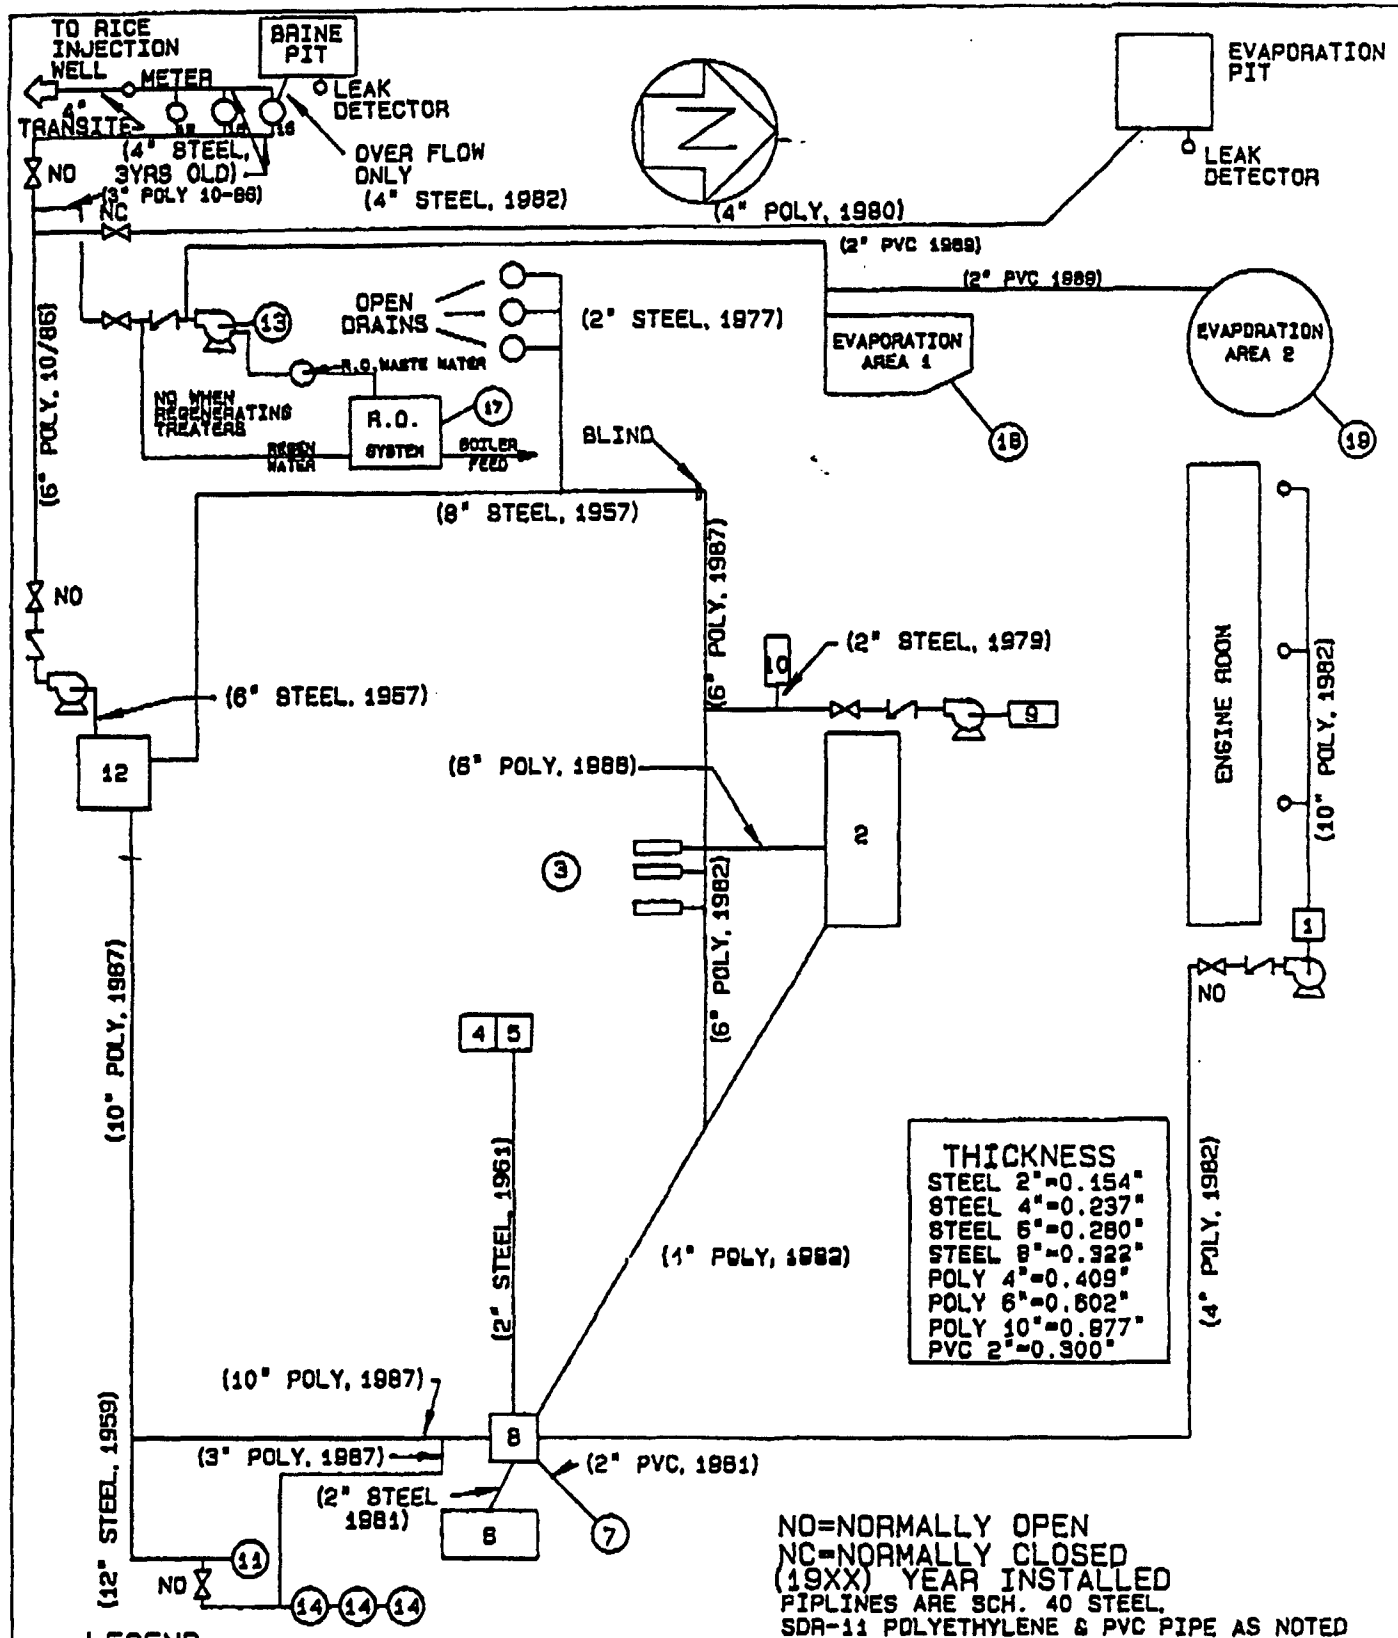 TO RICE
INJECTION
WELL
BRINE
PIT
METER
LEAK
DETECTOR
4"
TRANSITE
(4" STEEL,
3YRS OLD)
15
OVER FLOW
ONLY
(4" STEEL, 1982)
NO
(3" POLY 10-86)
NC
N
(4" POLY, 1980)
EVAPORATION
PIT
LEAK
DETECTOR
(2" PVC 1989)
(2" PVC 1989)
OPEN
DRAINS
(2" STEEL, 1977)
13
R.O. WASTE WATER
EVAPORATION
AREA 1
EVAPORATION
AREA 2
18
19
NO WHEN
REGENERATING
TREATERS
R.O.
SYSTEM
17
REGEN
WATER
BOILER
FEED
BLIND
(6" POLY, 10/86)
(8" STEEL, 1957)
(6" POLY, 1987)
NO
(6" STEEL, 1957)
10
(2" STEEL, 1979)
9
ENGINE ROOM
(10" POLY, 1982)
12
(6" POLY, 1988)
2
3
(6" POLY, 1982)
1
NO
(10" POLY, 1987)
4 5
(2" STEEL, 1961)
(1" POLY, 1982)
THICKNESS
STEEL 2"=0.154"
STEEL 4"=0.237"
STEEL 6"=0.280"
STEEL 8"=0.322"
POLY 4"=0.409"
POLY 6"=0.602"
POLY 10"=0.977"
PVC 2"=0.300"
(4" POLY, 1982)
(10" POLY, 1987)
8
(3" POLY, 1987)
(2" PVC, 1981)
(2" STEEL
1981)
6
7
(12" STEEL, 1959)
11
NO
14 14 14
NO=NORMALLY OPEN
NC=NORMALLY CLOSED
(19XX) YEAR INSTALLED
PIPLINES ARE SCH. 40 STEEL,
SDR-11 POLYETHYLENE & PVC PIPE AS NOTED
LEGEND